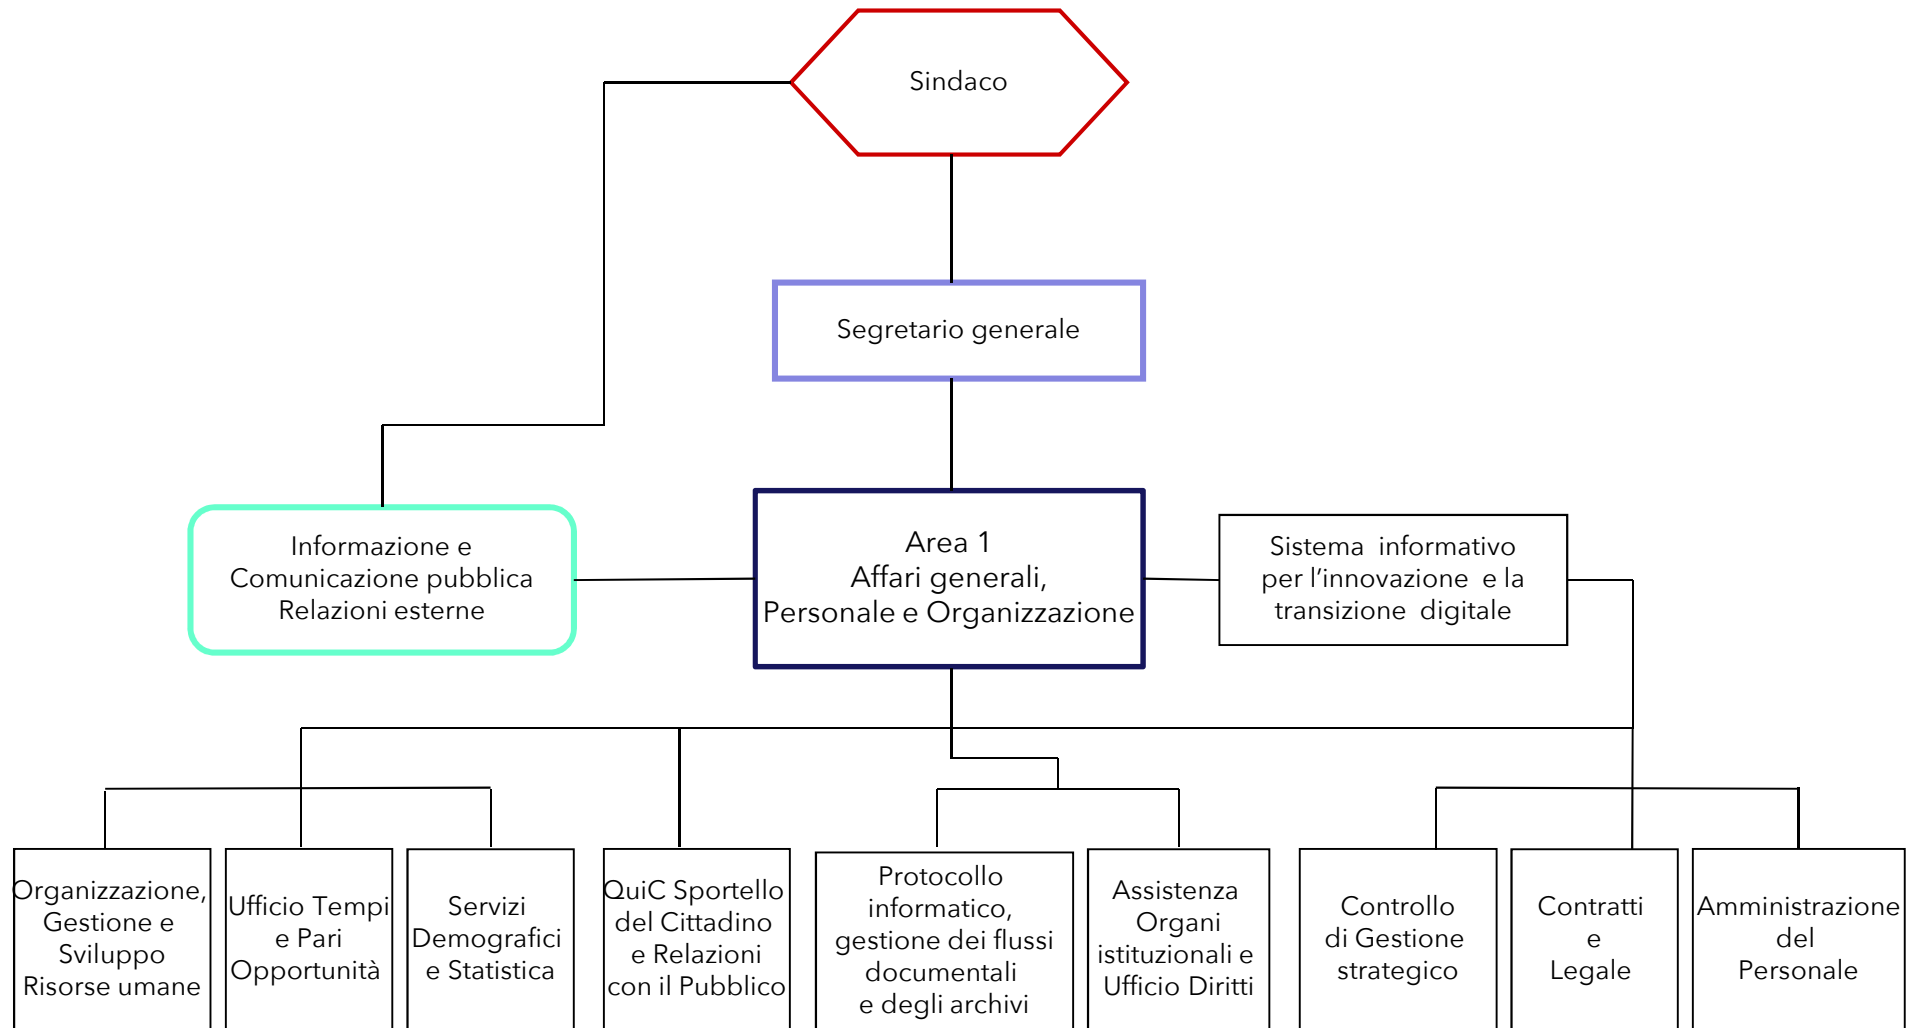 Sindaco
Segretario generale
Informazione e
Comunicazione pubblica
Relazioni esterne
Area 1
Affari generali,
Personale e Organizzazione
Sistema informativo
per l'innovazione e la
transizione digitale
Organizzazione,
Gestione e
Sviluppo
Risorse umane
Ufficio Tempi
e Pari
Opportunità
Servizi
Demografici
e Statistica
QuiC Sportello
del Cittadino
e Relazioni
con il Pubblico
Protocollo
informatico,
gestione dei flussi
documentali
e degli archivi
Assistenza
Organi
istituzionali e
Ufficio Diritti
Controllo
di Gestione
strategico
Contratti
e
Legale
Amministrazione
del
Personale